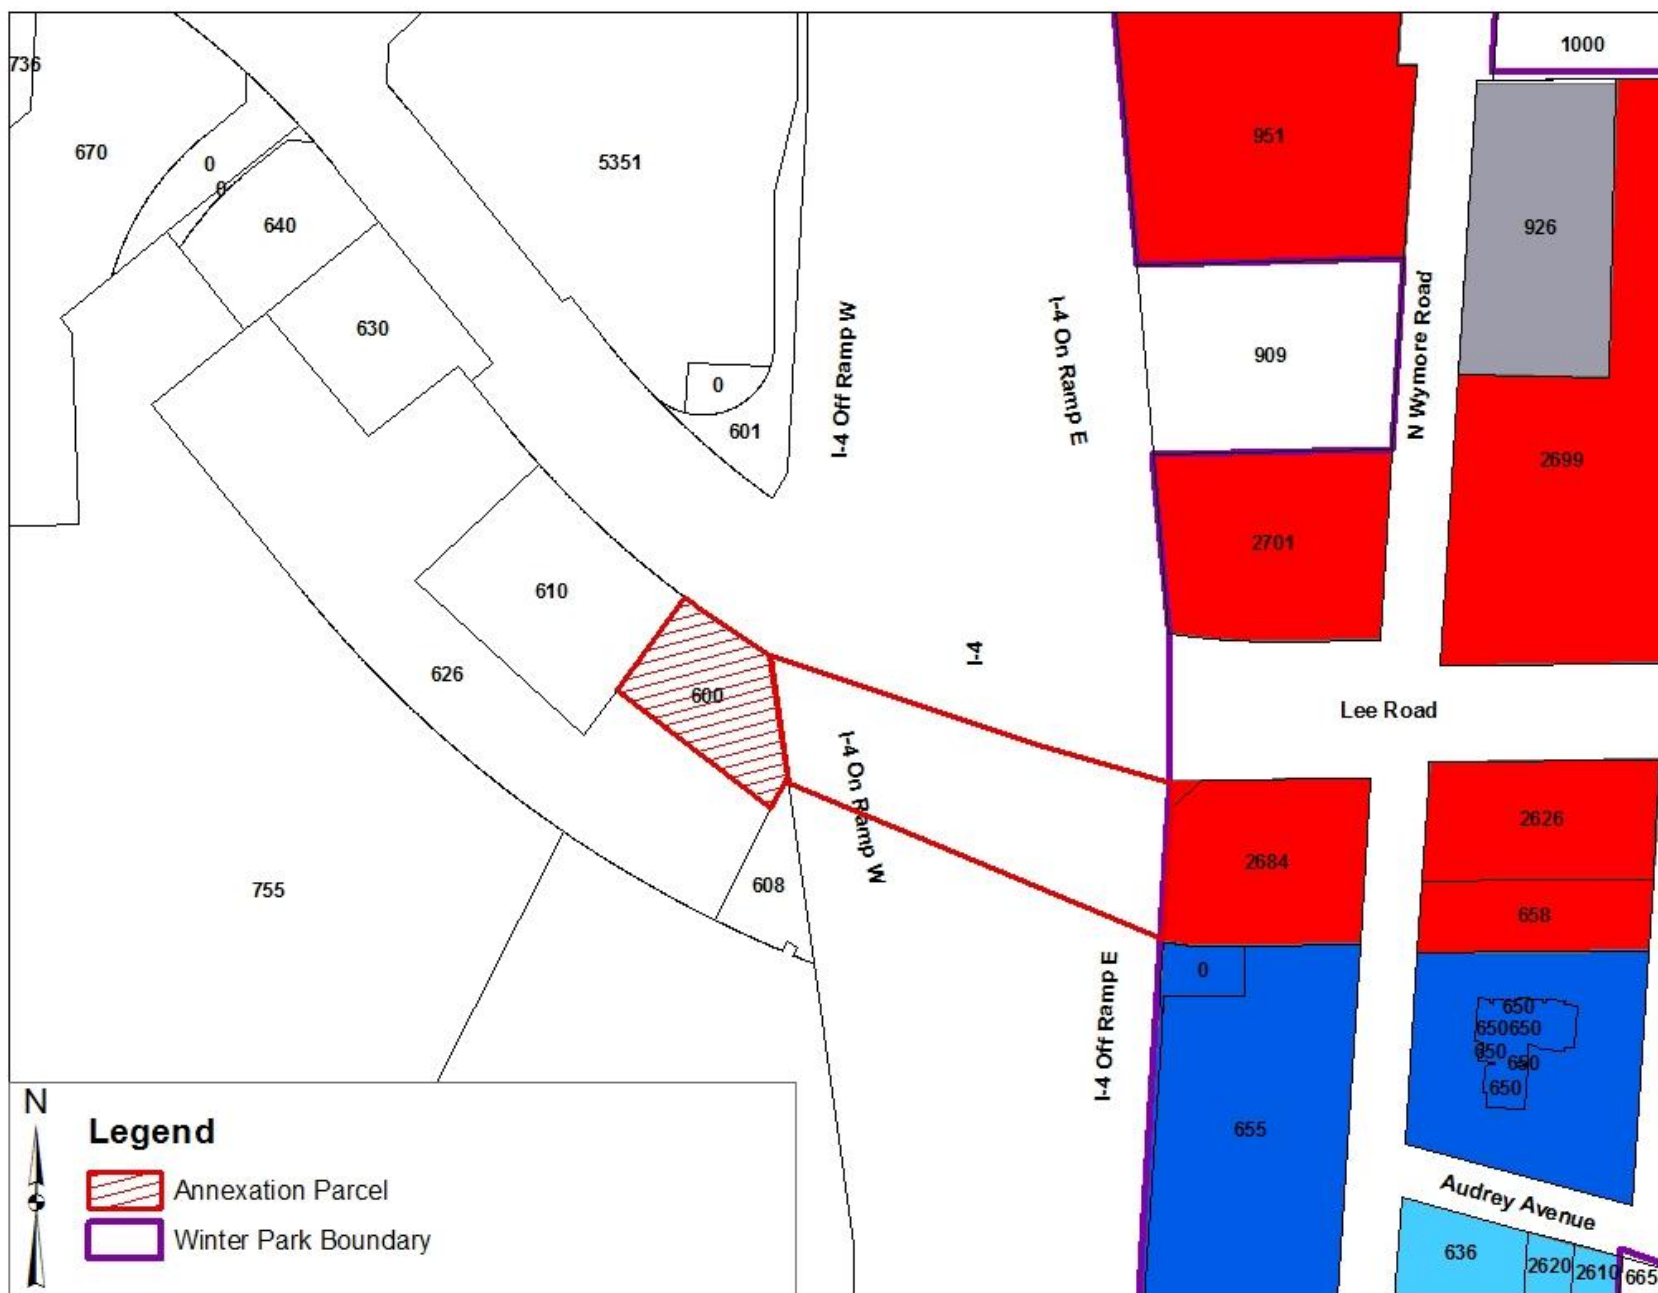 736
1000
670
0
0
5351
951
640
926
630
909
0
601
I-4 Off Ramp W
I-4 On Ramp E
N Wymore Road
2699
2701
610
626
600
I-4
Lee Road
I-4 On Ramp W
2626
2684
755
608
658
0
I-4 Off Ramp E
650
650
650
650
650
650
655
N
Legend
Annexation Parcel
Winter Park Boundary
Audrey Avenue
636
2620
2610
665